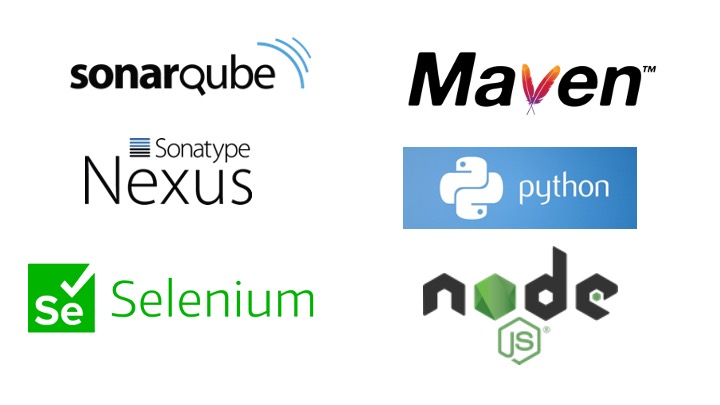 sonarqube
Maven™
Sonatype
Nexus
python
Se Selenium
node
JS®